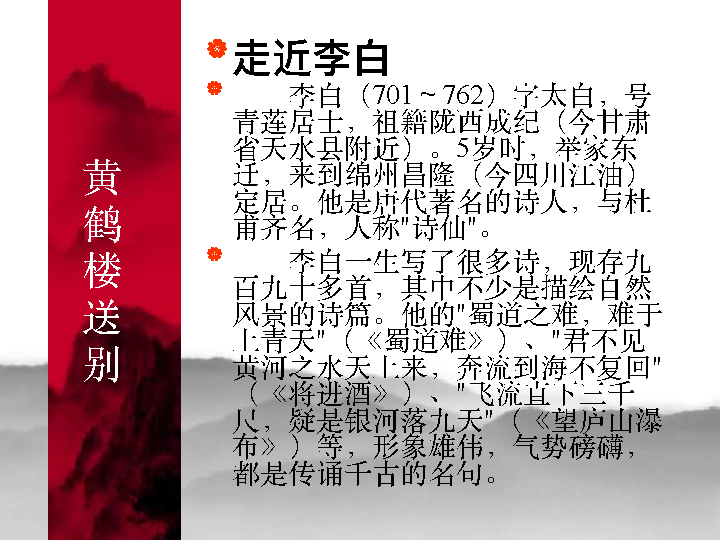 黄鹤楼送别
走近李白
李白（701～762）字太白，号
青莲居士，祖籍陇西成纪（今甘肃
省天水县附近）。5岁时，举家东
迁，来到绵州昌隆（今四川江油）
定居。他是唐代著名的诗人，与杜
甫齐名，人称"诗仙"。
李白一生写了很多诗，现存九
百九十多首，其中不少是描绘自然
风景的诗篇。他的"蜀道之难，难于
上青天"（《蜀道难》）、"君不见
黄河之水天上来，奔流到海不复回"
（《将进酒》）、"飞流直下三千
尺，疑是银河落九天"（《望庐山瀑
布》）等，形象雄伟，气势磅礴，
都是传诵千古的名句。